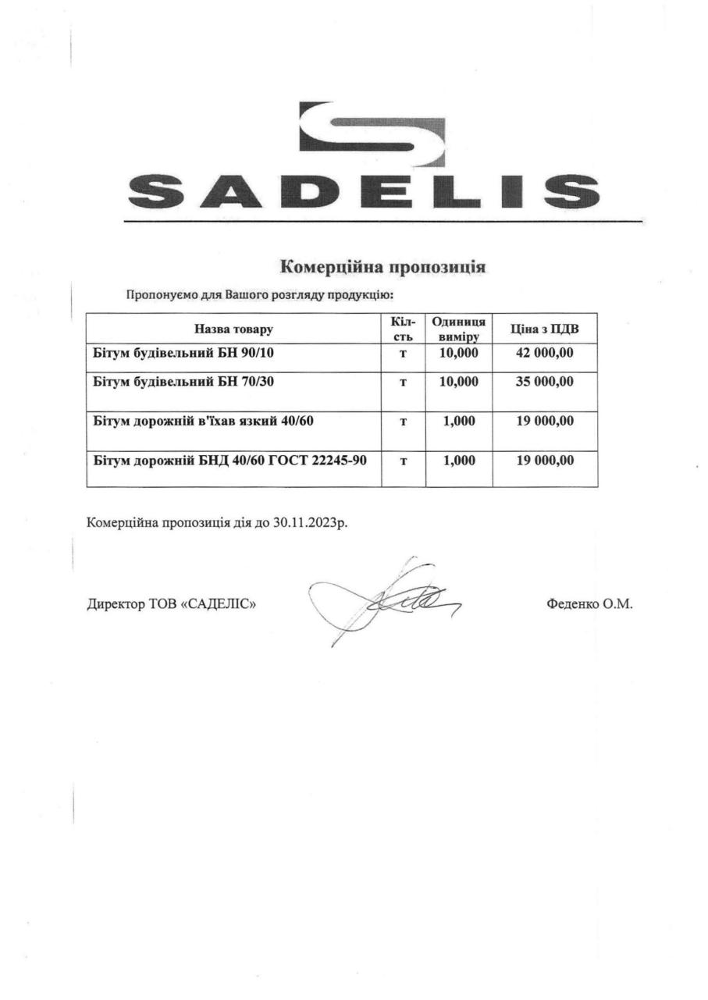 SADELIS
Комерційна пропозиція
Пропонуємо для Вашого розгляду продукцію:
Назва товару Кіл-сть Одиниця виміру Ціна з ПДВ
Бітум будівельний БН 90/10 т 10,000 42 000,00
Бітум будівельний БН 70/30 т 10,000 35 000,00
Бітум дорожній в'їхав язкий 40/60 т 1,000 19 000,00
Бітум дорожній БНД 40/60 ГОСТ 22245-90 т 1,000 19 000,00
Комерційна пропозиція дія до 30.11.2023р.
Директор ТОВ «САДЕЛІС» Феденко О.М.